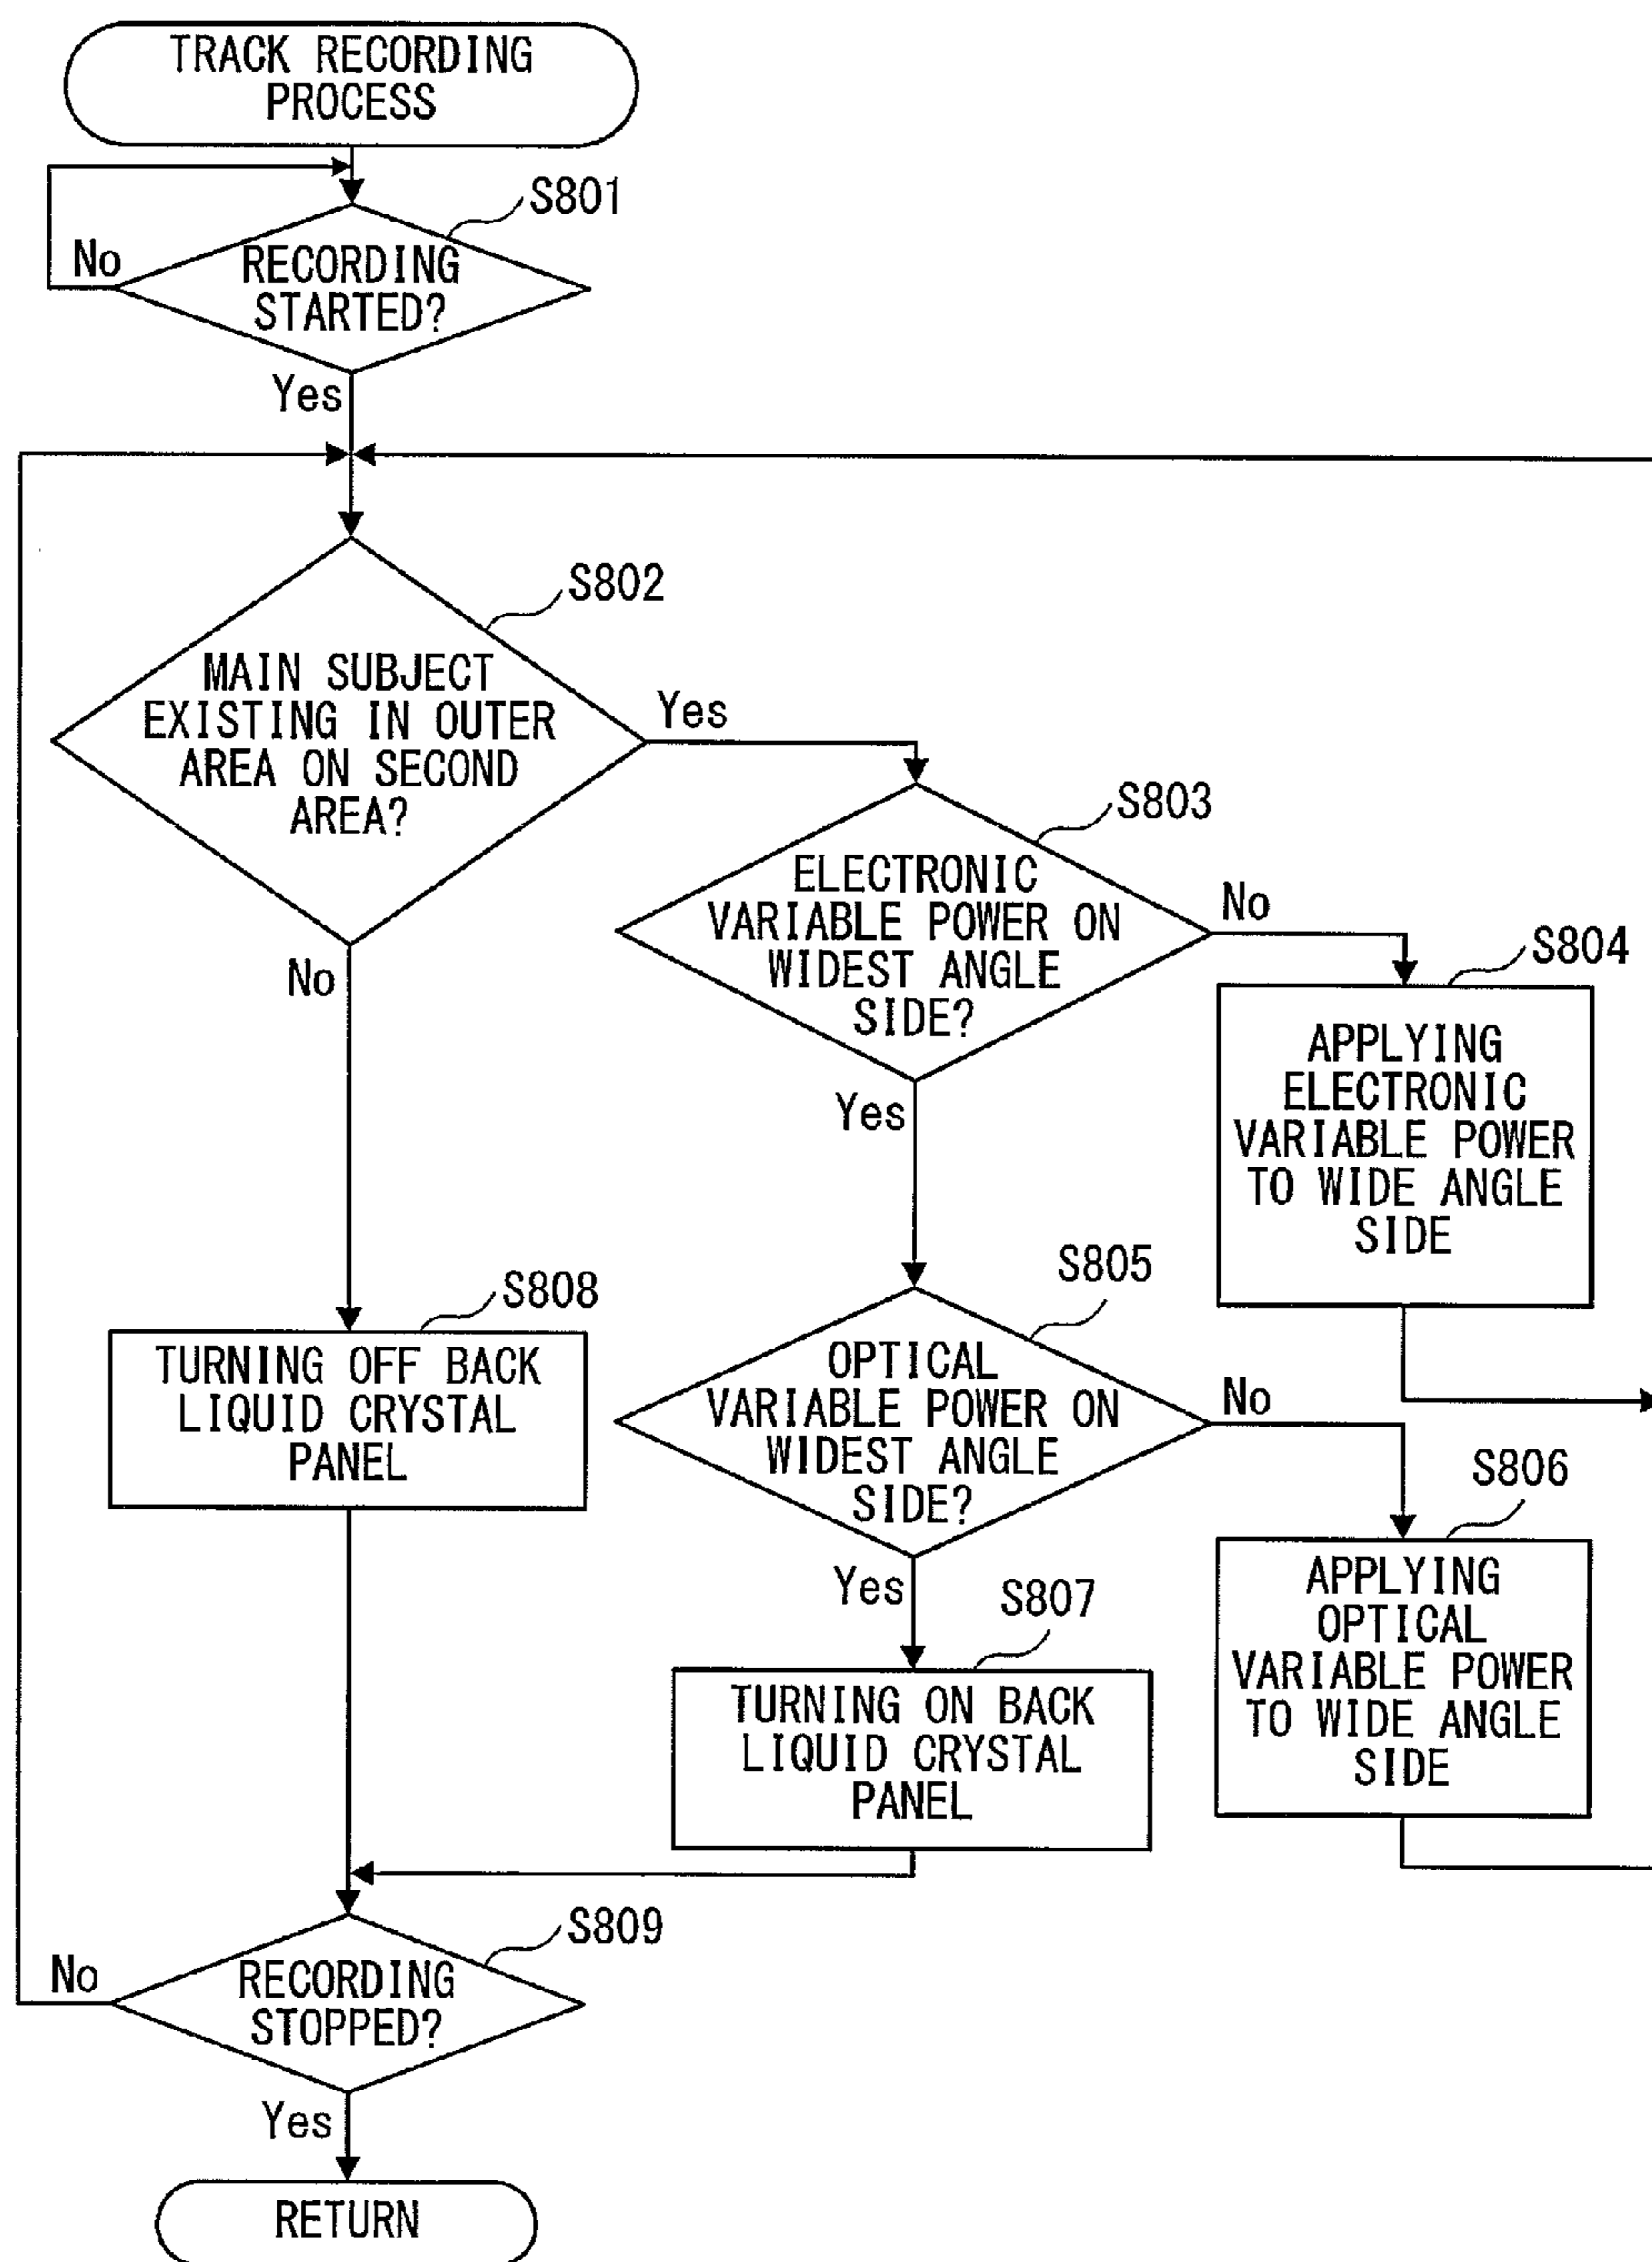 TRACK RECORDING
PROCESS
S801
No
RECORDING
STARTED?
Yes
S802
MAIN SUBJECT
EXISTING IN OUTER
AREA ON SECOND
AREA?
Yes
No
S803
ELECTRONIC
VARIABLE POWER ON
WIDEST ANGLE
SIDE?
No
Yes
S804
APPLYING
ELECTRONIC
VARIABLE POWER
TO WIDE ANGLE
SIDE
S805
OPTICAL
VARIABLE POWER ON
WIDEST ANGLE
SIDE?
No
Yes
S806
APPLYING
OPTICAL
VARIABLE POWER
TO WIDE ANGLE
SIDE
S807
TURNING ON BACK
LIQUID CRYSTAL
PANEL
S808
TURNING OFF BACK
LIQUID CRYSTAL
PANEL
S809
No
RECORDING
STOPPED?
Yes
RETURN